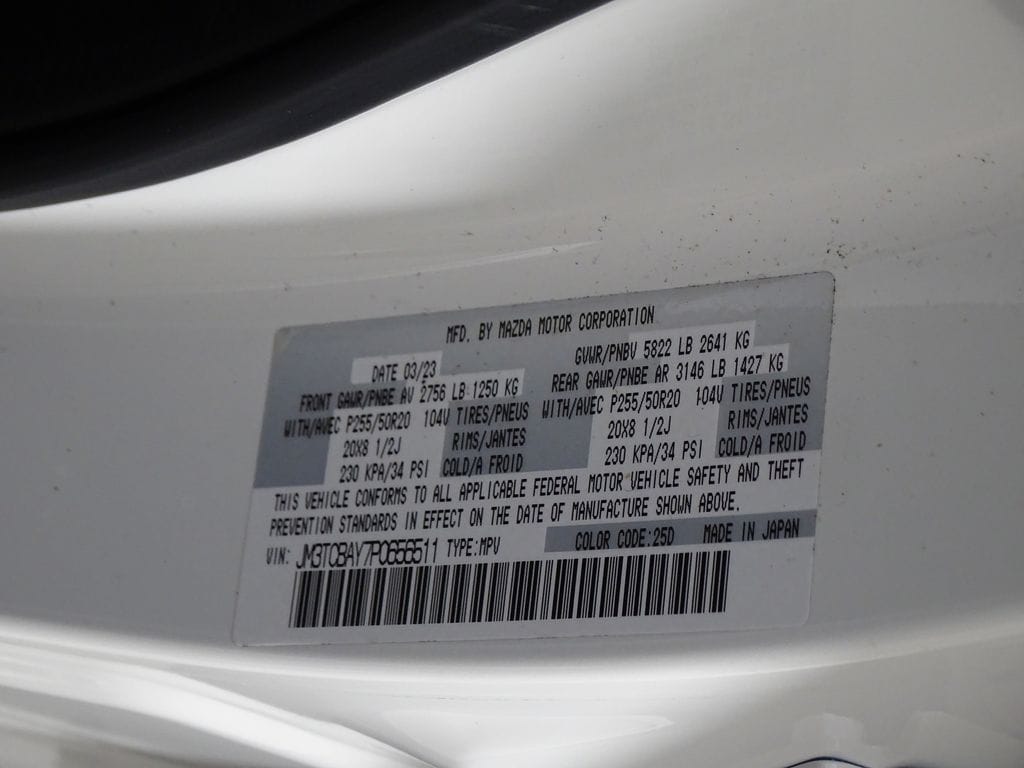 MFD. BY MAZDA MOTOR CORPORATION
DATE 03/23 GVWR/PNBV 5822 LB 2641 KG
FRONT GAWR/PNBE AV 2756 LB 1250 KG REAR GAWR/PNBE AR 3146 LB 1427 KG
WITH/AVEC P255/50R20 104V TIRES/PNEUS WITH/AVEC P255/50R20 104V TIRES/PNEUS
20X8 1/2J RIMS/JANTES 20X8 1/2J RIMS/JANTES
230 KPA/34 PSI COLD/A FROID 230 KPA/34 PSI COLD/A FROID
THIS VEHICLE CONFORMS TO ALL APPLICABLE FEDERAL MOTOR VEHICLE SAFETY AND THEFT
PREVENTION STANDARDS IN EFFECT ON THE DATE OF MANUFACTURE SHOWN ABOVE.
VIN: JM3TCBAY7P0656511 TYPE:MPV COLOR CODE:25D MADE IN JAPAN